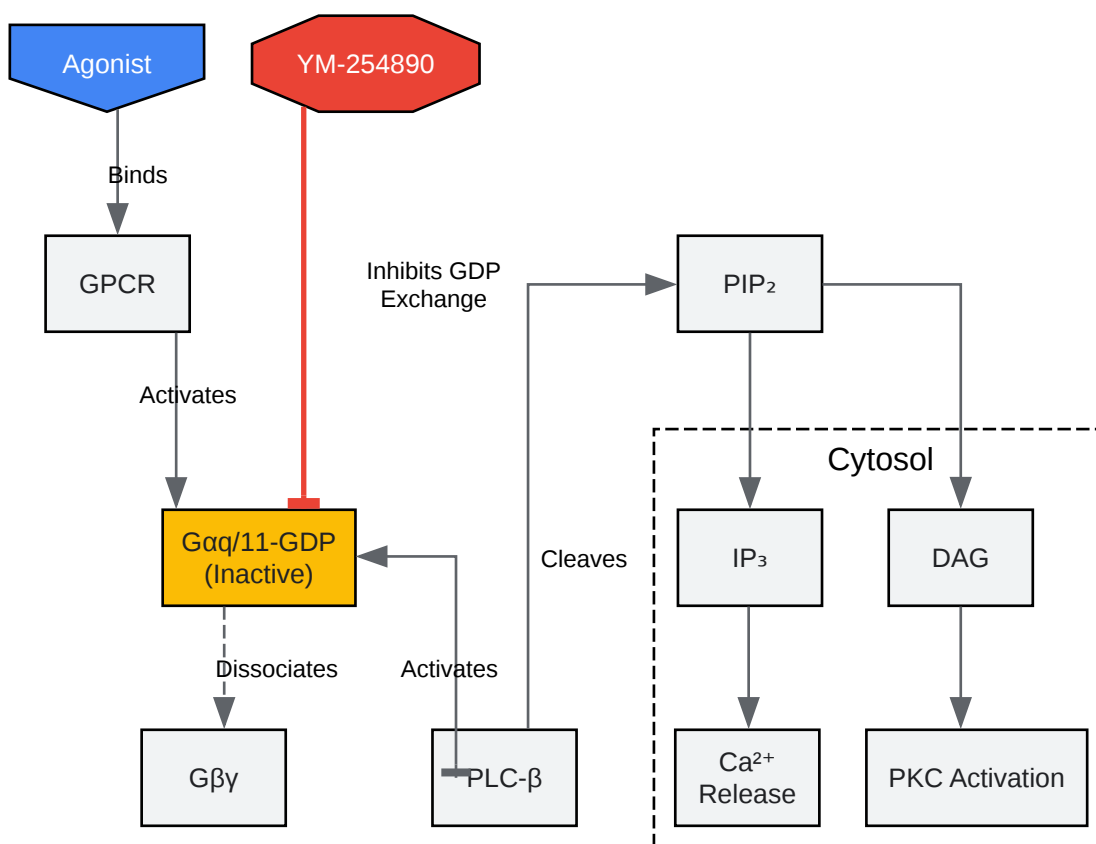 Agonist
YM-254890
Binds
GPCR
Inhibits GDP
Exchange
PIP₂
Activates
Cytosol
Gαq/11-GDP
(Inactive)
Cleaves
IP₃
DAG
Dissociates
Activates
Gβγ
PLC-β
Ca²⁺
Release
PKC Activation